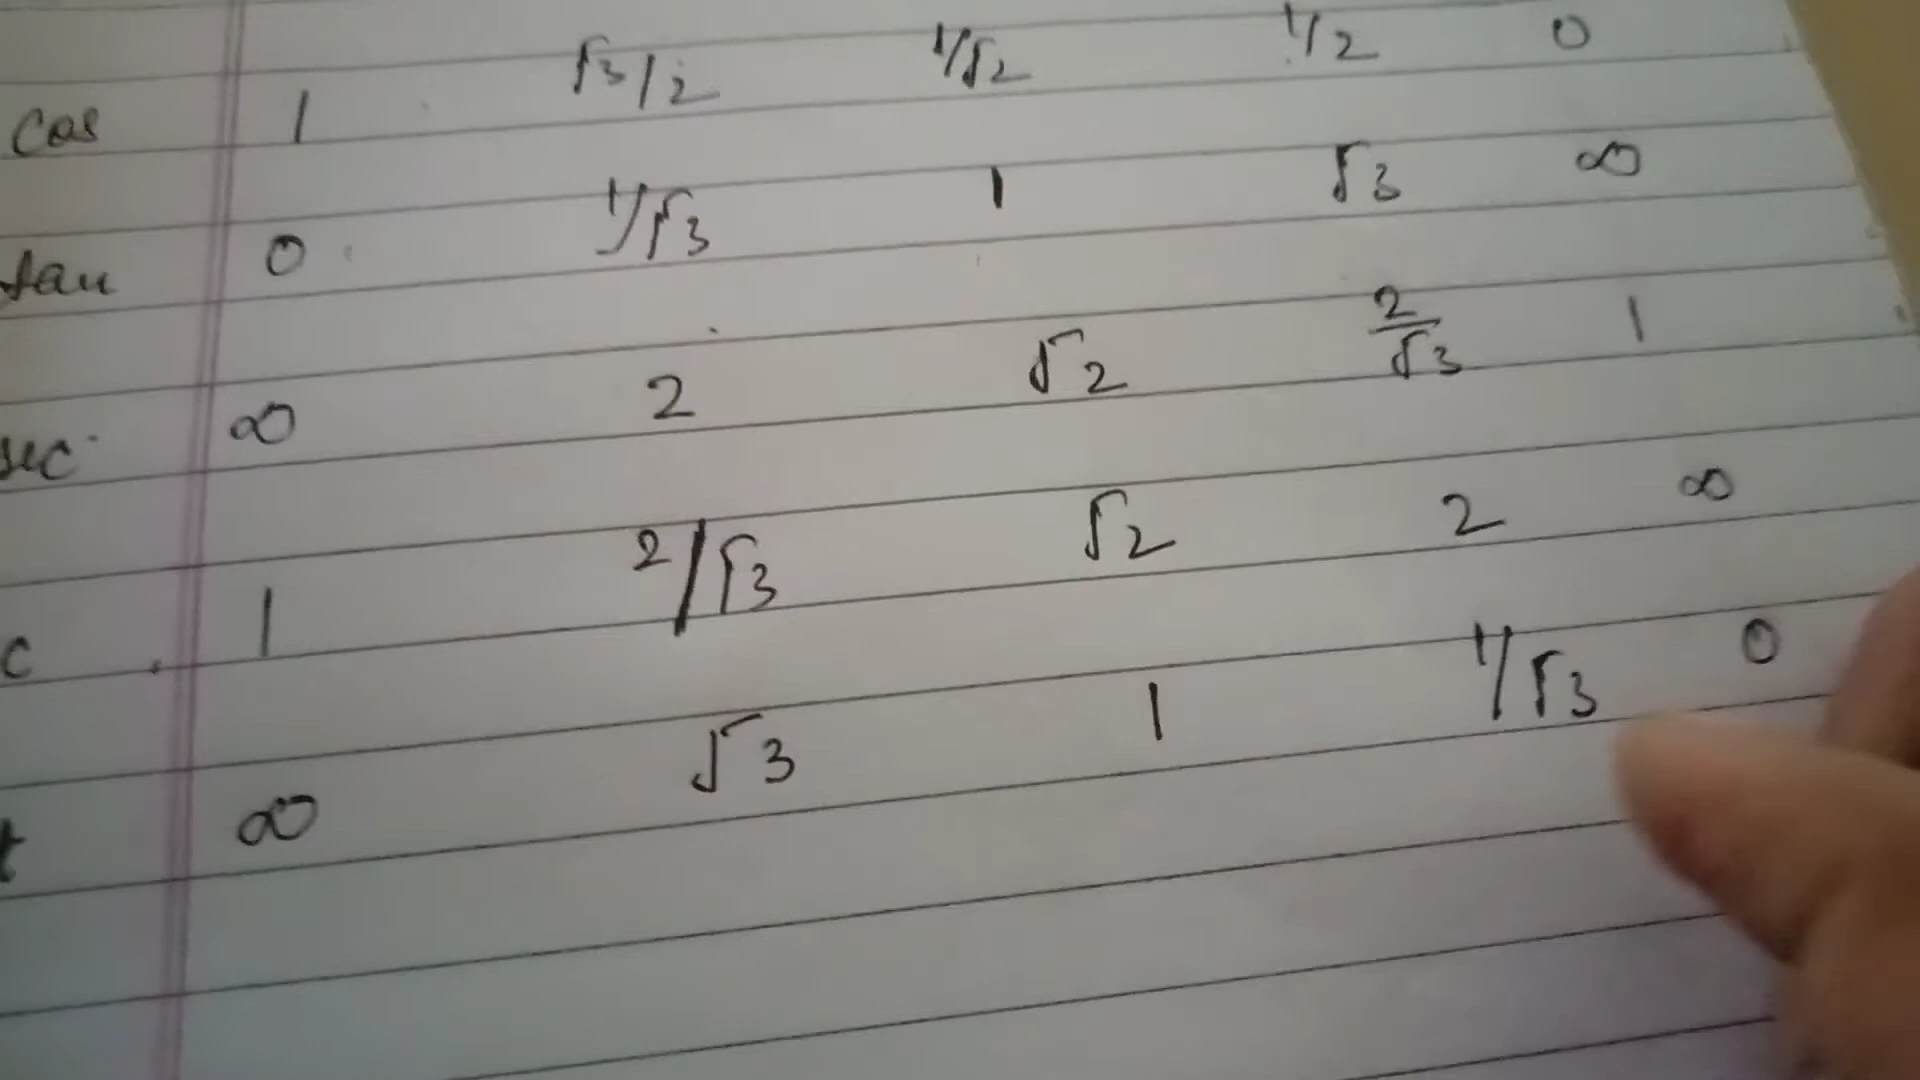 cos 1 √3/2 1/√2 1/2 0
tan 0 1/√3 1 √3 ∞
sec ∞ 2 √2 2/√3 1
c 1 2/√3 √2 2 ∞
t ∞ √3 1 1/√3 0